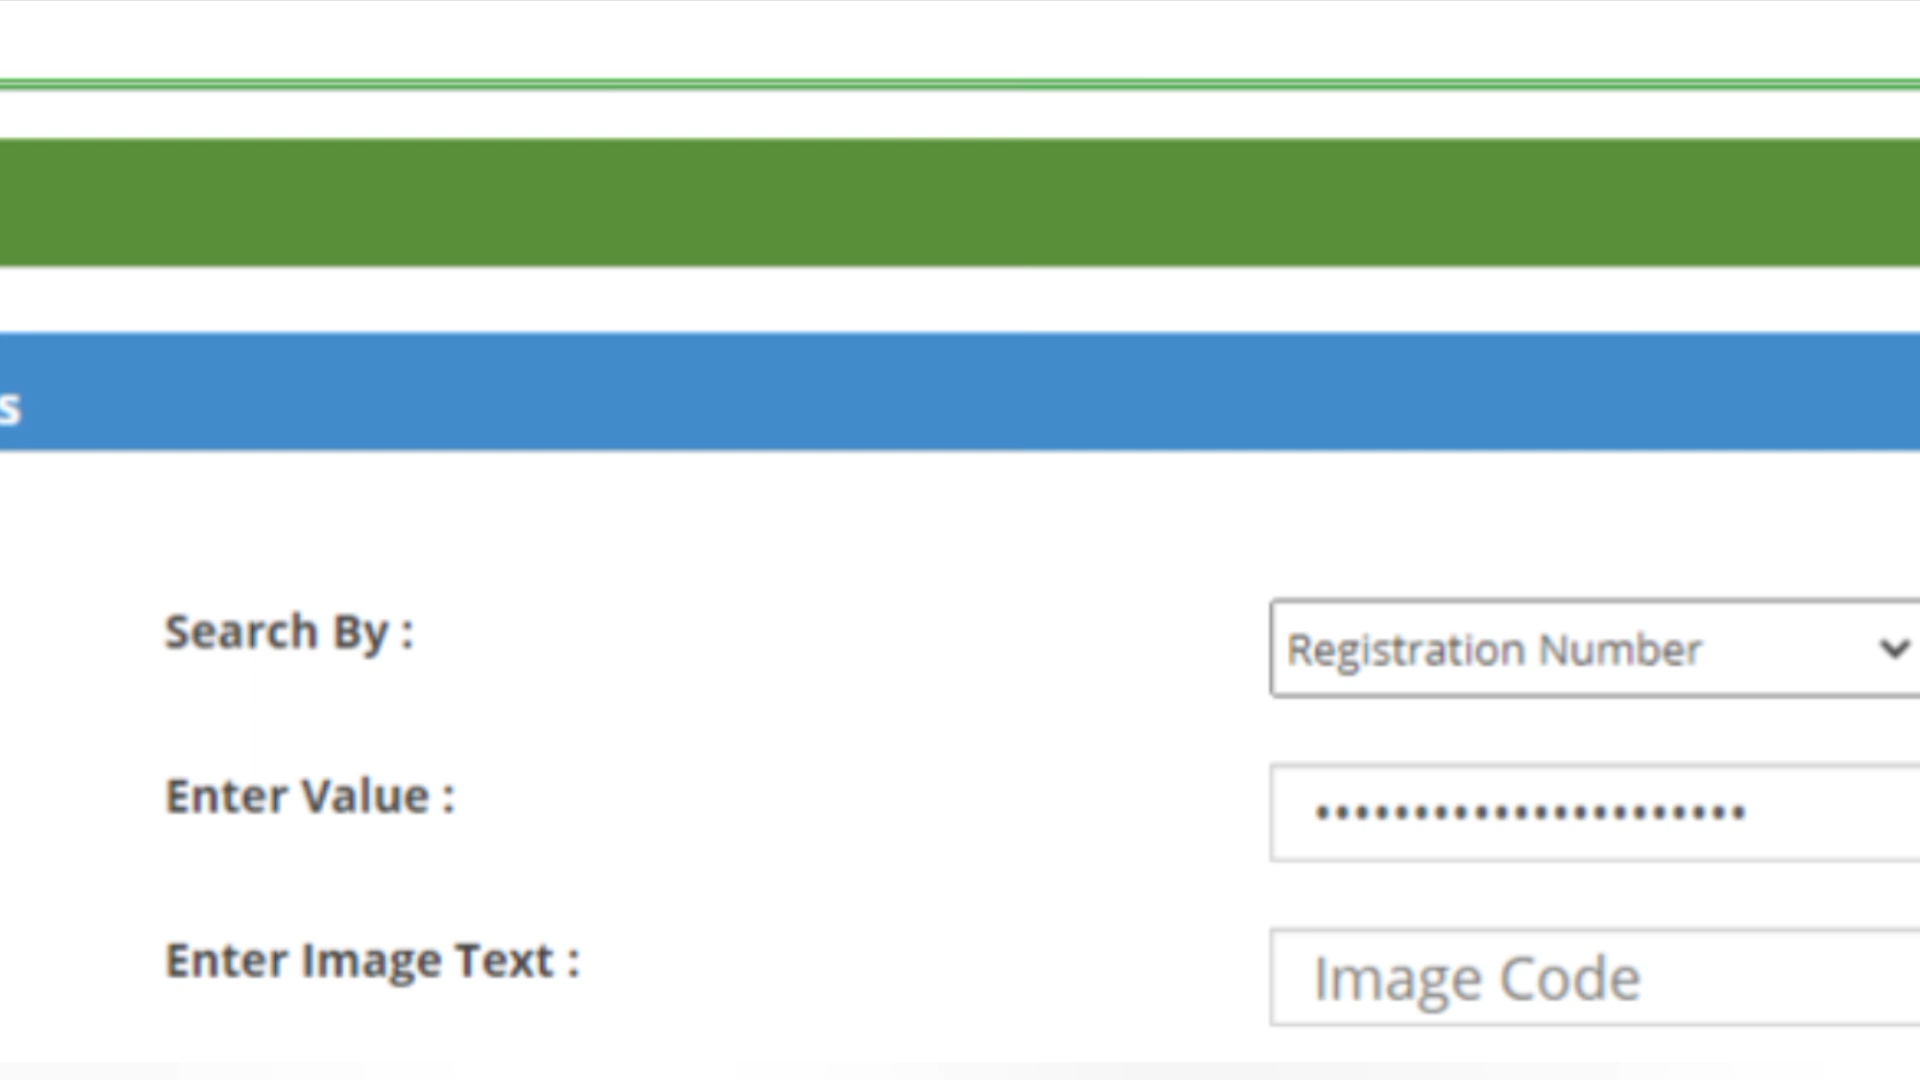 s
Search By :
Registration Number
Enter Value :
••••••••••••••••••••••
Enter Image Text :
Image Code